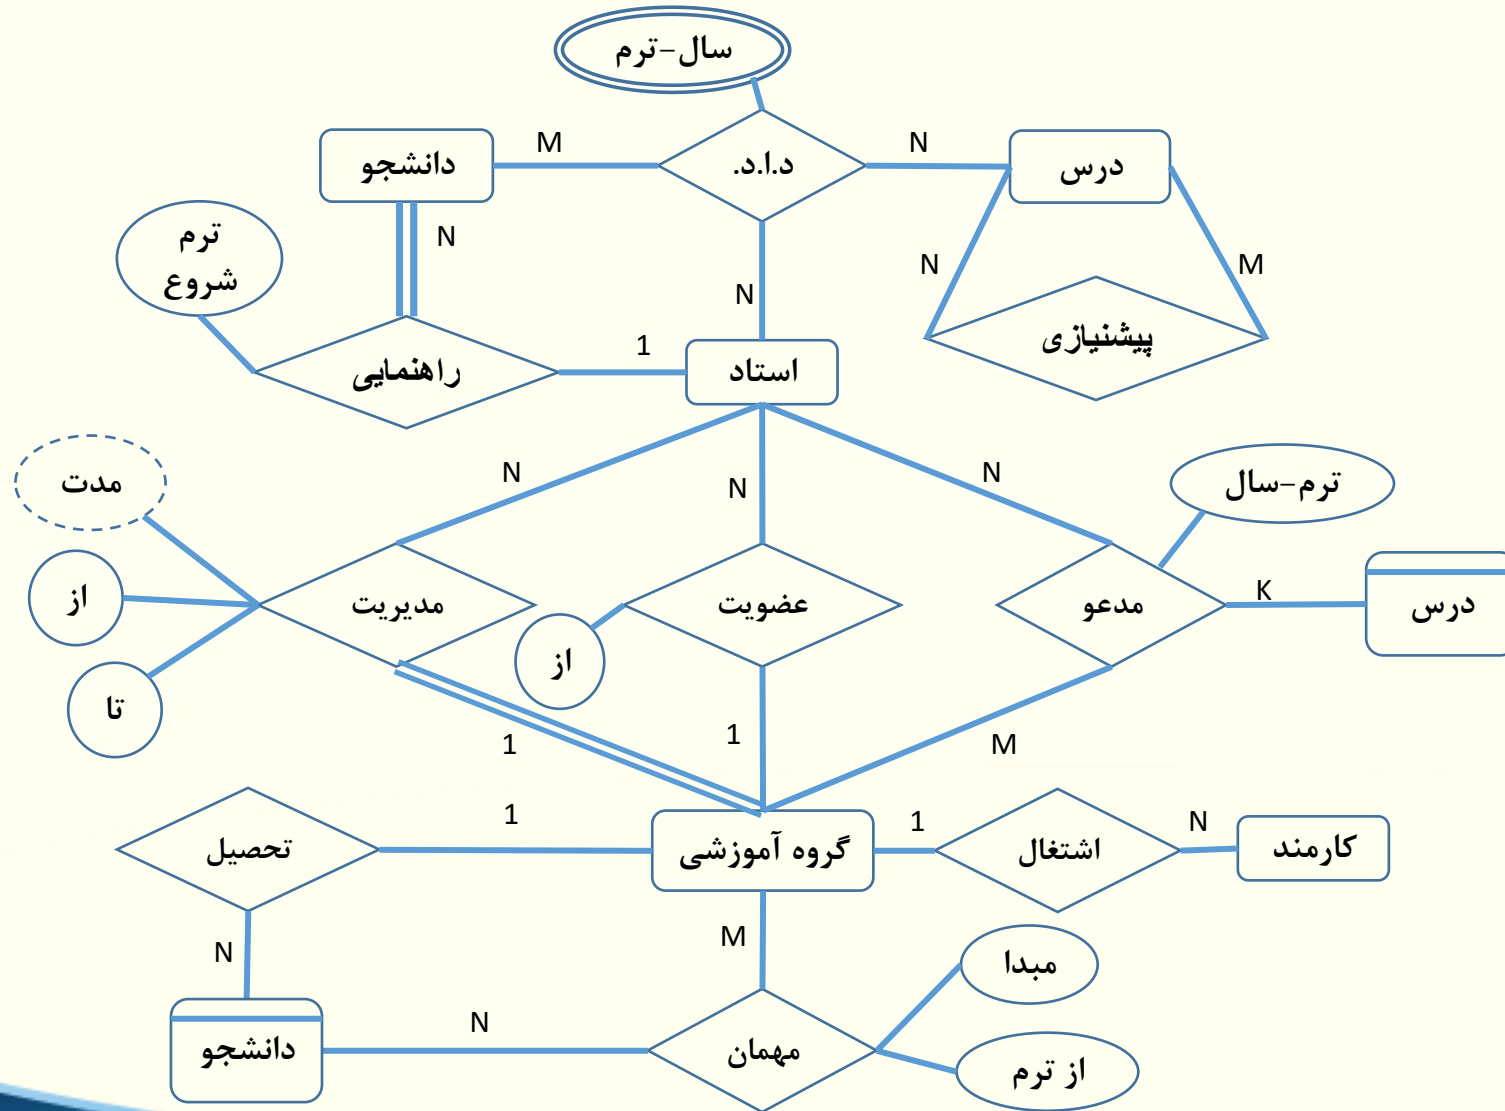 سال-ترم
دانشجو
M
د.ا.د.
N
درس
N
ترم
شروع
N
N
M
راهنمایی
1
استاد
پیشنیازی
N
N
N
مدت
ترم-سال
از
مدیریت
عضویت
مدعو
K
درس
از
تا
1
1
M
تحصیل
1
گروه آموزشی
1
اشتغال
N
کارمند
N
M
مبدا
دانشجو
N
مهمان
از ترم